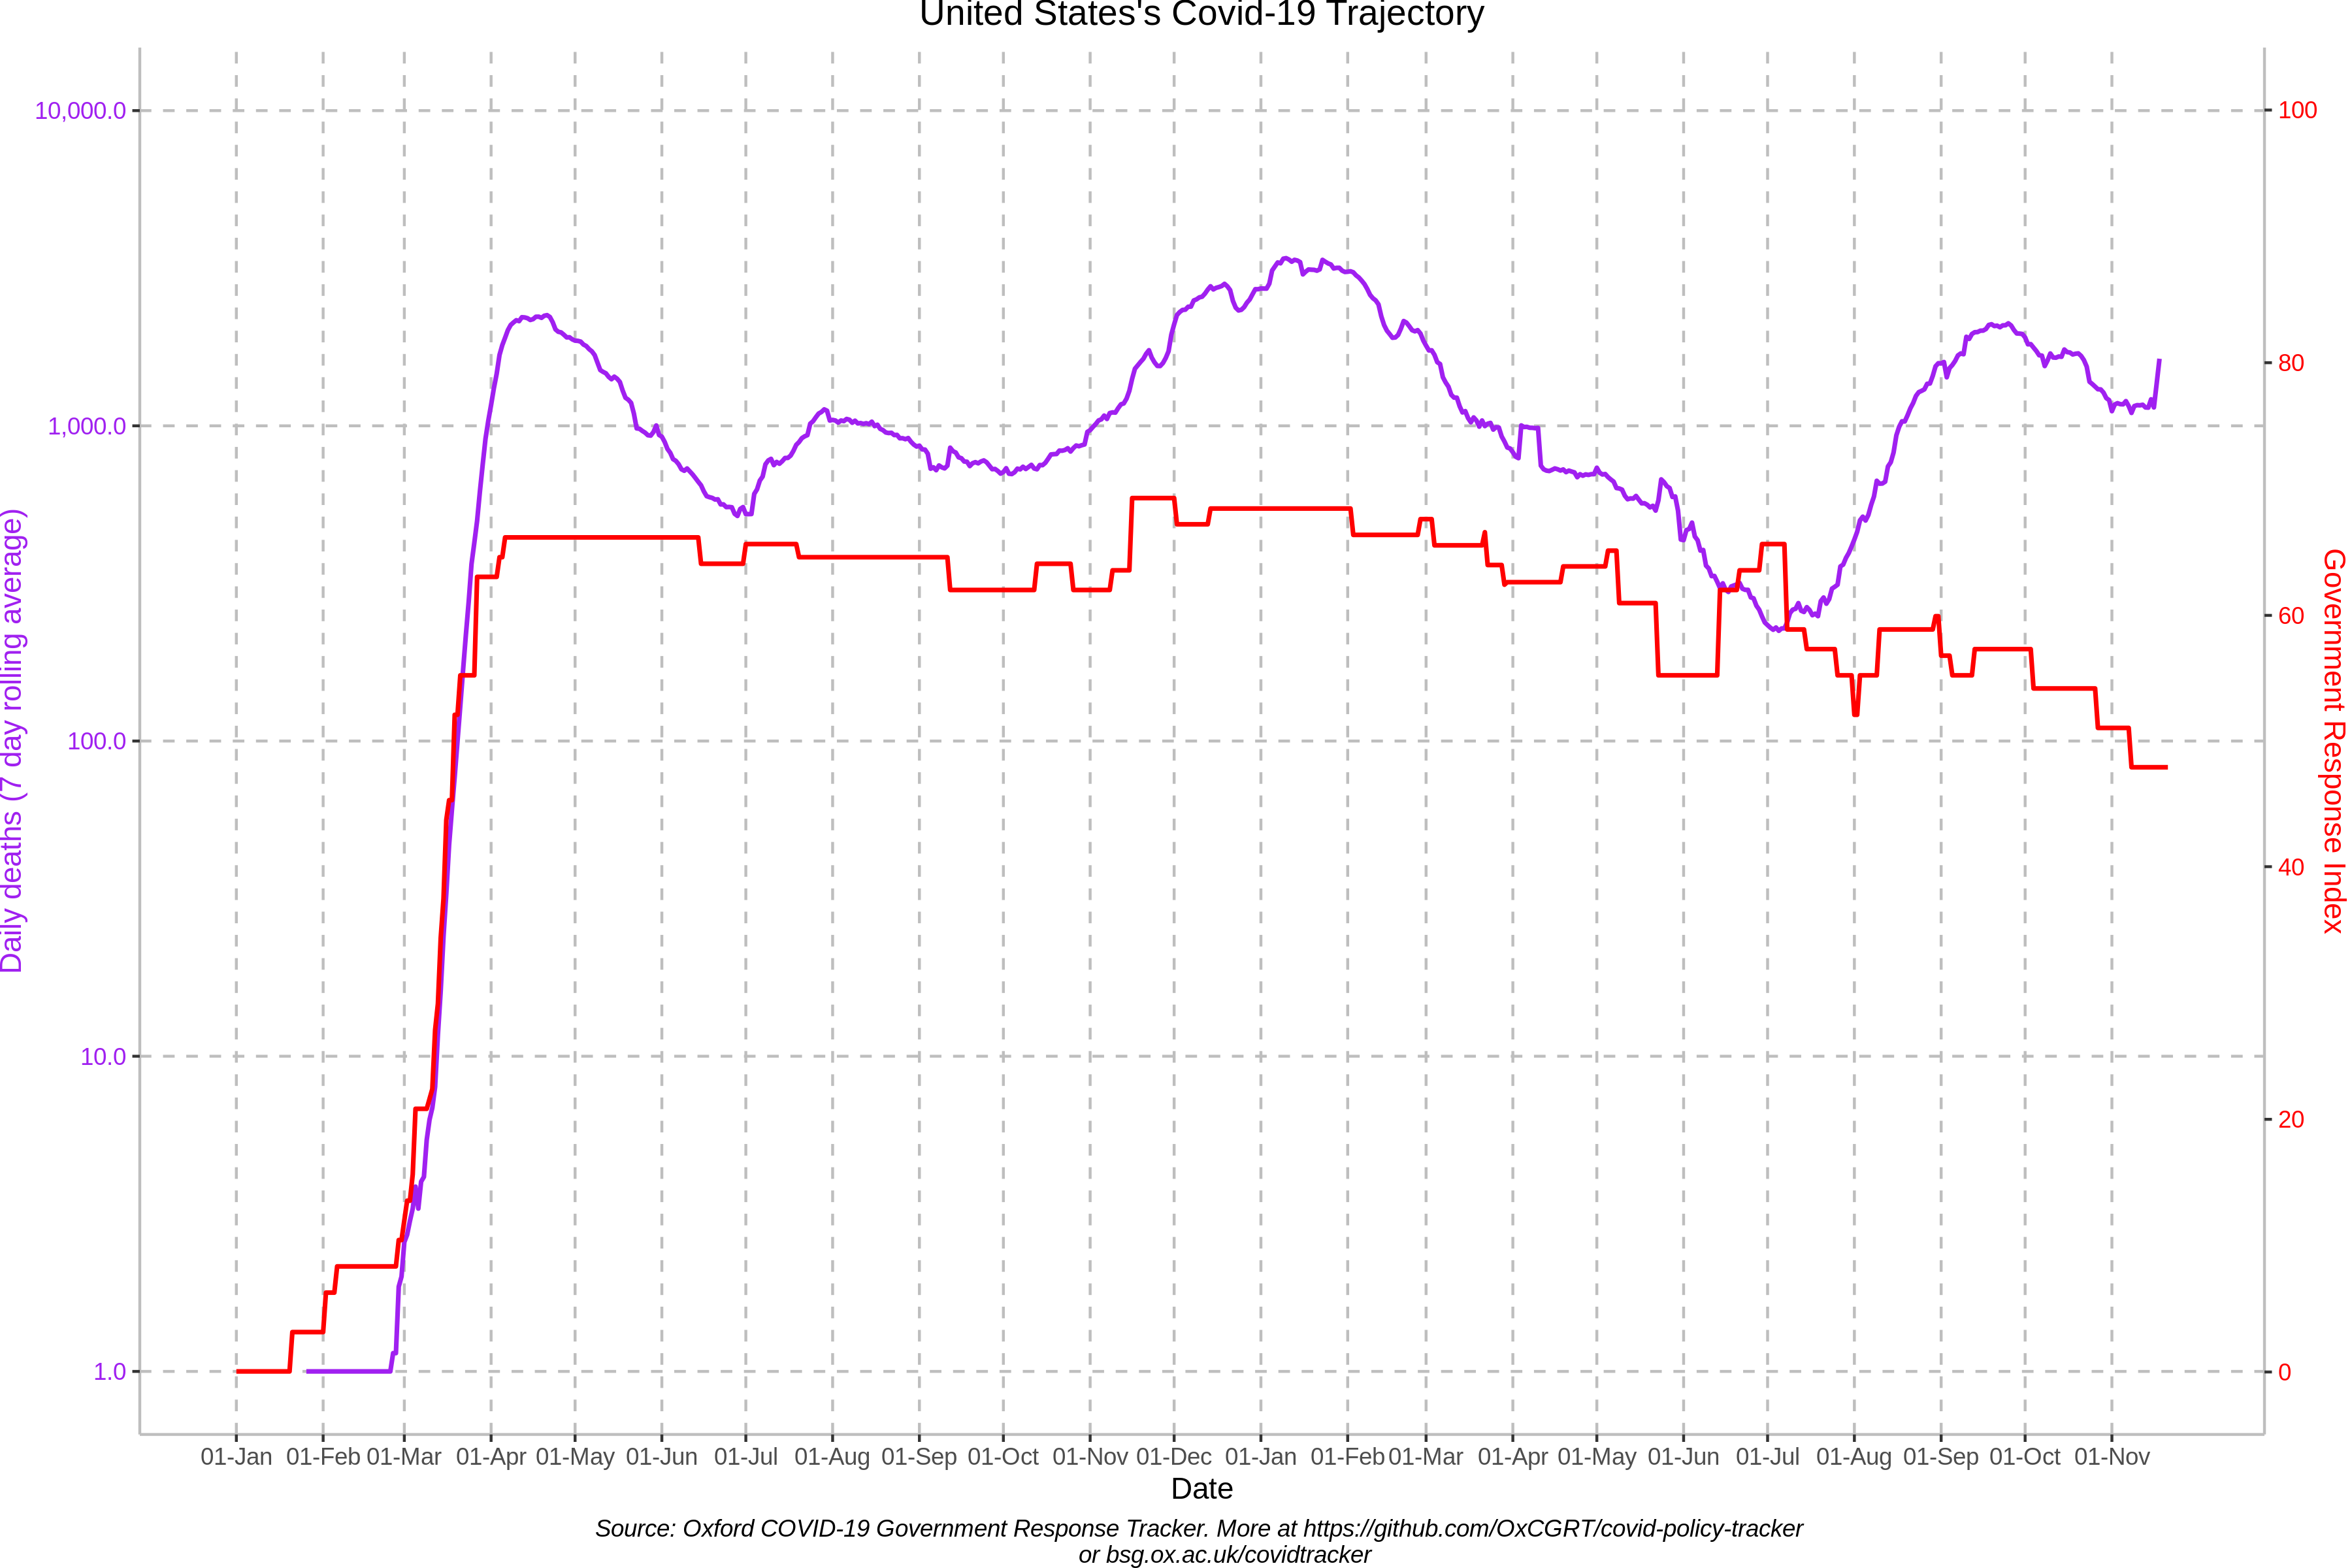 United States's Covid-19 Trajectory
10,000.0
1,000.0
100.0
10.0
1.0
Daily deaths (7 day rolling average)
100
80
60
40
20
0
Government Response Index
01-Jan 01-Feb 01-Mar 01-Apr 01-May 01-Jun 01-Jul 01-Aug 01-Sep 01-Oct 01-Nov 01-Dec 01-Jan 01-Feb 01-Mar 01-Apr 01-May 01-Jun 01-Jul 01-Aug 01-Sep 01-Oct 01-Nov
Date
Source: Oxford COVID-19 Government Response Tracker. More at https://github.com/OxCGRT/covid-policy-tracker
or bsg.ox.ac.uk/covidtracker